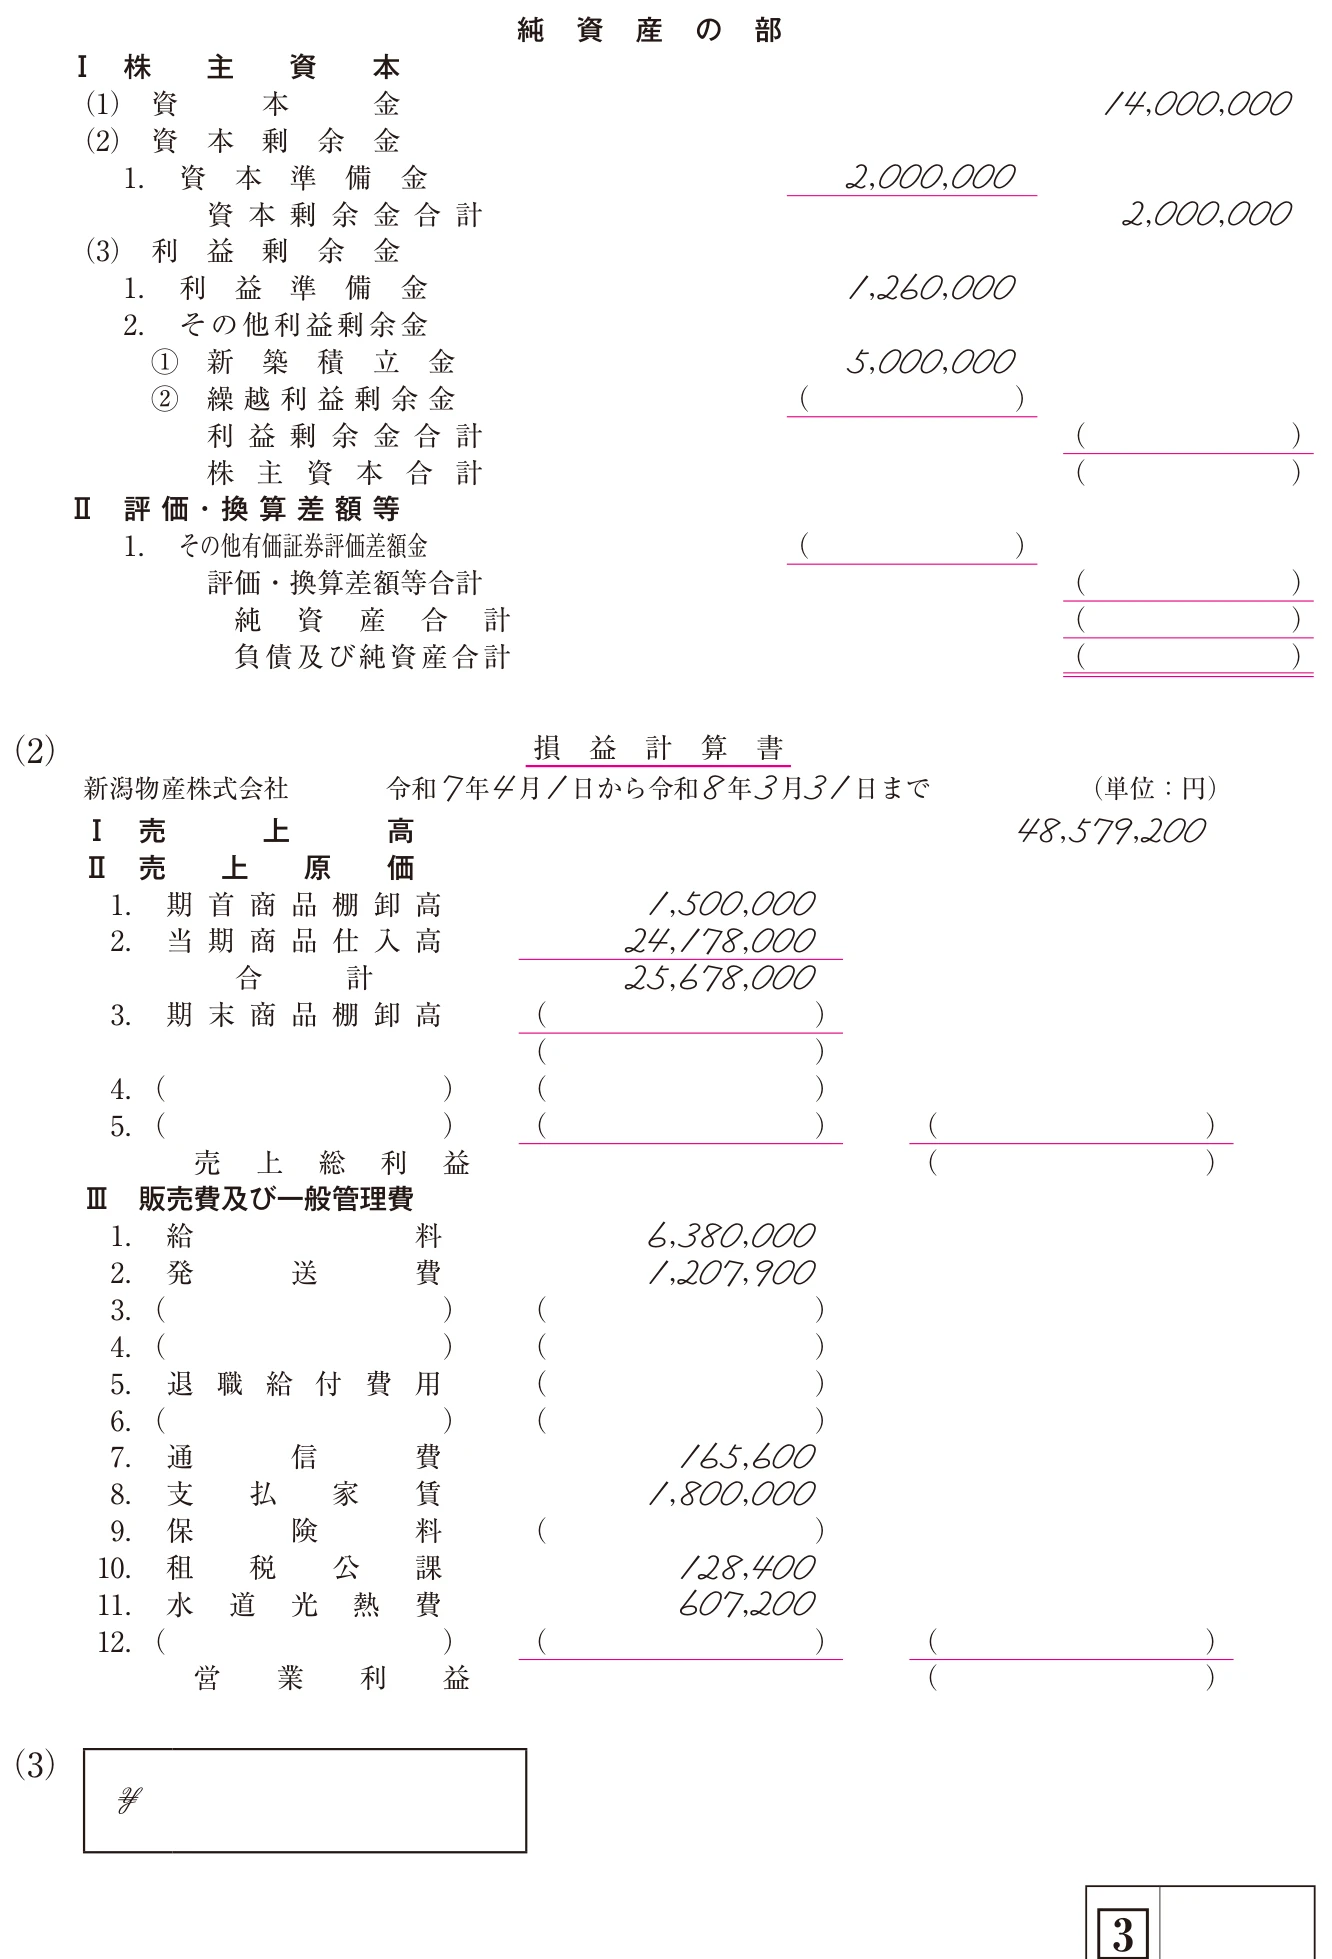 純資産の部
Ⅰ 株主資本
(1) 資本金 14,000,000
(2) 資本剰余金
1. 資本準備金 2,000,000
資本剰余金合計 2,000,000
(3) 利益剰余金
1. 利益準備金 1,260,000
2. その他利益剰余金
① 新築積立金 5,000,000
② 繰越利益剰余金 ( )
利益剰余金合計 ( )
株主資本合計 ( )
Ⅱ 評価・換算差額等
1. その他有価証券評価差額金 ( )
評価・換算差額等合計 ( )
純資産合計 ( )
負債及び純資産合計 ( )
(2) 損益計算書
新潟物産株式会社 令和7年4月1日から令和8年3月31日まで (単位：円)
Ⅰ 売上高 48,579,200
Ⅱ 売上原価
1. 期首商品棚卸高 1,500,000
2. 当期商品仕入高 24,178,000
合計 25,678,000
3. 期末商品棚卸高 ( )
( )
4. ( ) ( )
5. ( ) ( ) ( )
売上総利益 ( )
Ⅲ 販売費及び一般管理費
1. 給料 6,380,000
2. 発送費 1,207,900
3. ( ) ( )
4. ( ) ( )
5. 退職給付費用 ( )
6. ( ) ( )
7. 通信費 165,600
8. 支払家賃 1,800,000
9. 保険料 ( )
10. 租税公課 128,400
11. 水道光熱費 607,200
12. ( ) ( ) ( )
営業利益 ( )
(3) ¥
3